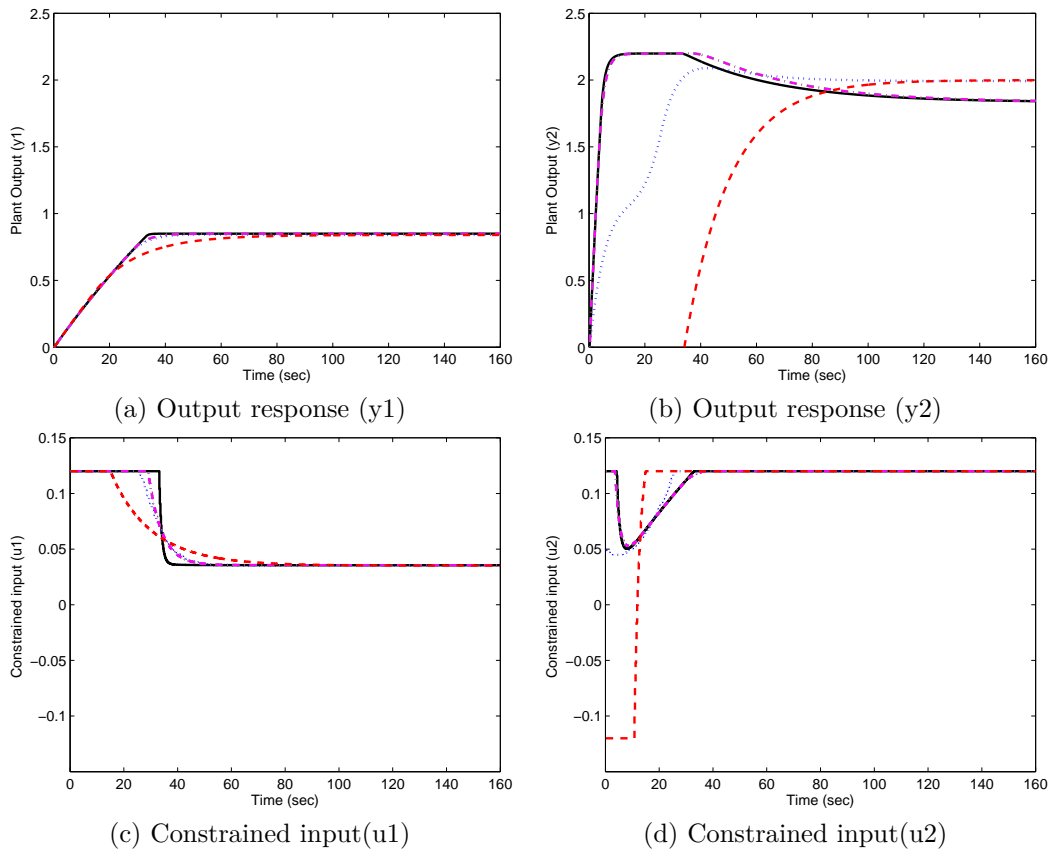 2.5
2
1.5
1
0.5
0
0 20 40 60 80 100 120 140 160
Plant Output (y1)
Time (sec)
(a) Output response (y1)
2.5
2
1.5
1
0.5
0
0 20 40 60 80 100 120 140 160
Plant Output (y2)
Time (sec)
(b) Output response (y2)
0.15
0.1
0.05
0
−0.05
−0.1
0 20 40 60 80 100 120 140 160
Constrained input (u1)
Time (sec)
(c) Constrained input(u1)
0.15
0.1
0.05
0
−0.05
−0.1
0 20 40 60 80 100 120 140 160
Constrained input (u2)
Time (sec)
(d) Constrained input(u2)